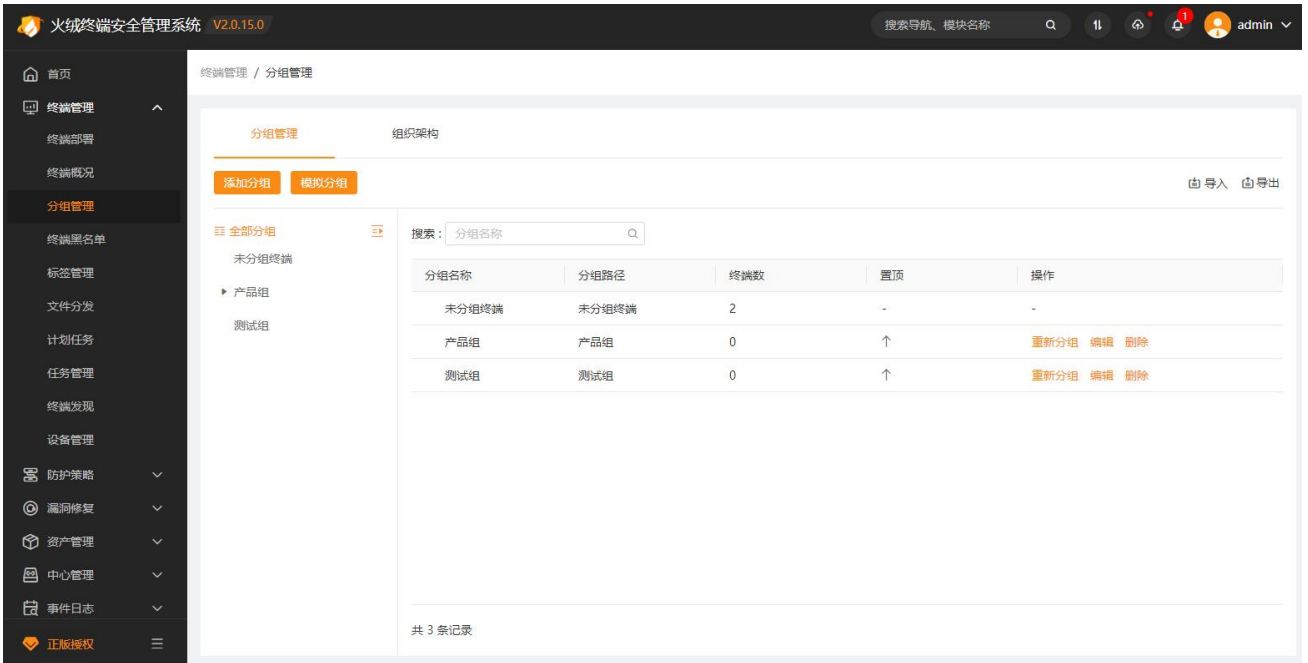 火绒终端安全管理系统 V2.0.15.0 搜索导航、模块名称 1 admin
首页
终端管理
终端部署
终端概况
分组管理
终端黑名单
标签管理
文件分发
计划任务
任务管理
终端发现
设备管理
防护策略
漏洞修复
资产管理
中心管理
事件日志
正版授权
终端管理 / 分组管理
分组管理 组织架构
添加分组 模拟分组 导入 导出
全部分组
未分组终端
产品组
测试组
搜索： 分组名称
分组名称 分组路径 终端数 置顶 操作
未分组终端 未分组终端 2 - -
产品组 产品组 0 ↑ 重新分组 编辑 删除
测试组 测试组 0 ↑ 重新分组 编辑 删除
共 3 条记录